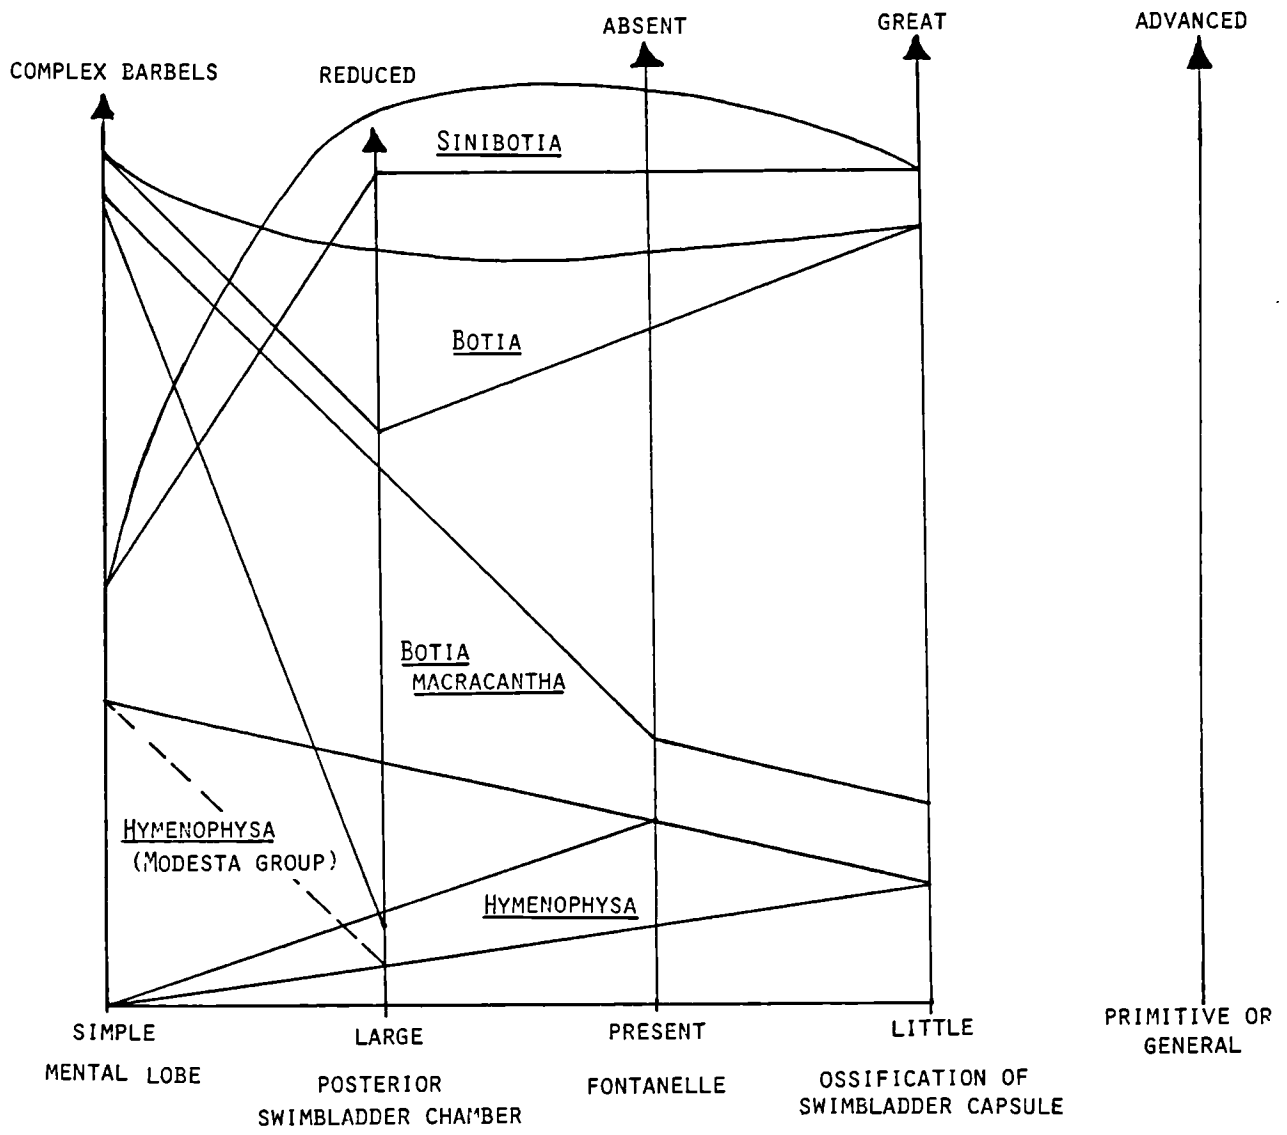 ABSENT
GREAT
ADVANCED
COMPLEX BARBELS
REDUCED
SINIBOTIA
BOTIA
BOTIA
MACRACANTHA
HYMENOPHYSA
(MODESTA GROUP)
HYMENOPHYSA
SIMPLE
MENTAL LOBE
LARGE
POSTERIOR
SWIMBLADDER CHAMBER
PRESENT
FONTANELLE
LITTLE
OSSIFICATION OF
SWIMBLADDER CAPSULE
PRIMITIVE OR
GENERAL